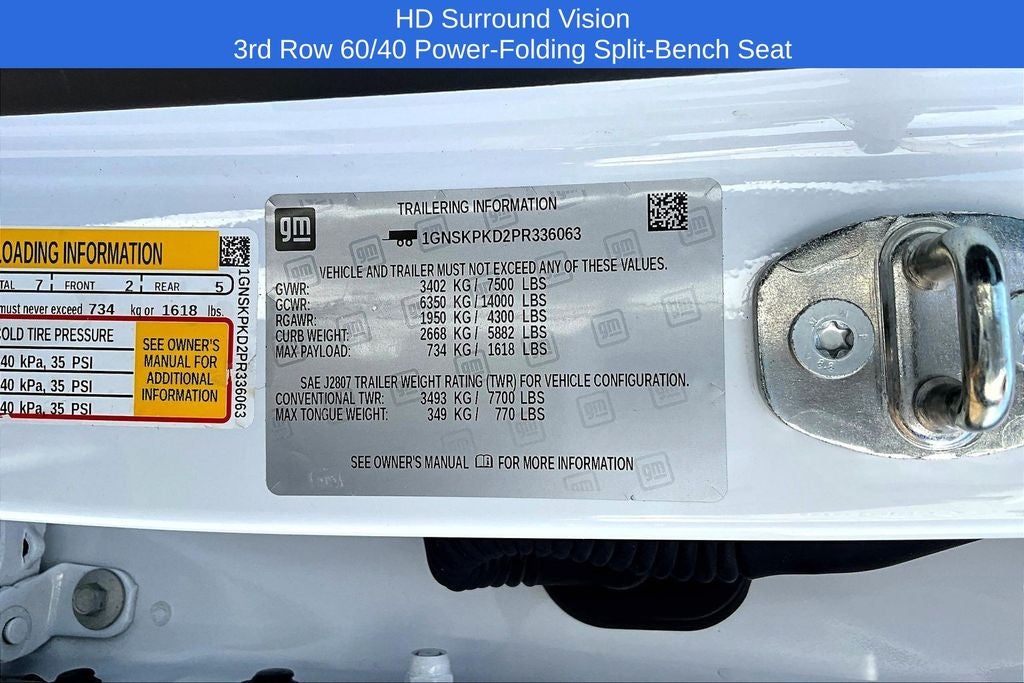 HD Surround Vision
3rd Row 60/40 Power-Folding Split-Bench Seat
LOADING INFORMATION
TAL 7 FRONT 2 REAR 5
must never exceed 734 kg or 1618 lbs.
COLD TIRE PRESSURE
40 kPa, 35 PSI
40 kPa, 35 PSI
40 kPa, 35 PSI
SEE OWNER'S
MANUAL FOR
ADDITIONAL
INFORMATION
1GNSKPKD2PR336063
gm
TRAILERING INFORMATION
1GNSKPKD2PR336063
VEHICLE AND TRAILER MUST NOT EXCEED ANY OF THESE VALUES.
GVWR: 3402 KG / 7500 LBS
GCWR: 6350 KG / 14000 LBS
RGAWR: 1950 KG / 4300 LBS
CURB WEIGHT: 2668 KG / 5882 LBS
MAX PAYLOAD: 734 KG / 1618 LBS
SAE J2807 TRAILER WEIGHT RATING (TWR) FOR VEHICLE CONFIGURATION.
CONVENTIONAL TWR: 3493 KG / 7700 LBS
MAX TONGUE WEIGHT: 349 KG / 770 LBS
SEE OWNER'S MANUAL FOR MORE INFORMATION